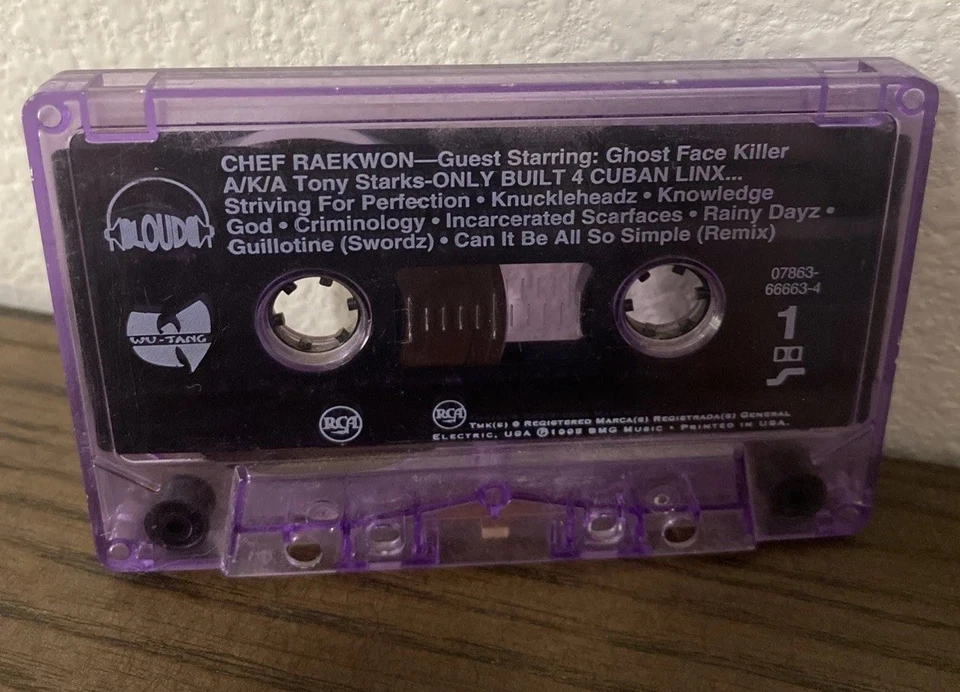 CHEF RAEKWON—Guest Starring: Ghost Face Killer
A/K/A Tony Starks-ONLY BUILT 4 CUBAN LINX...
Striving For Perfection • Knuckleheadz • Knowledge
God • Criminology • Incarcerated Scarfaces • Rainy Dayz •
Guillotine (Swordz) • Can It Be All So Simple (Remix)
LOUD
07863-
66663-4
1
WU-TANG
RCA
RCA
TMK(S) ® REGISTERED MARCA(S) REGISTRADA(S) GENERAL
ELECTRIC, USA ℗1995 BMG MUSIC • PRINTED IN USA.